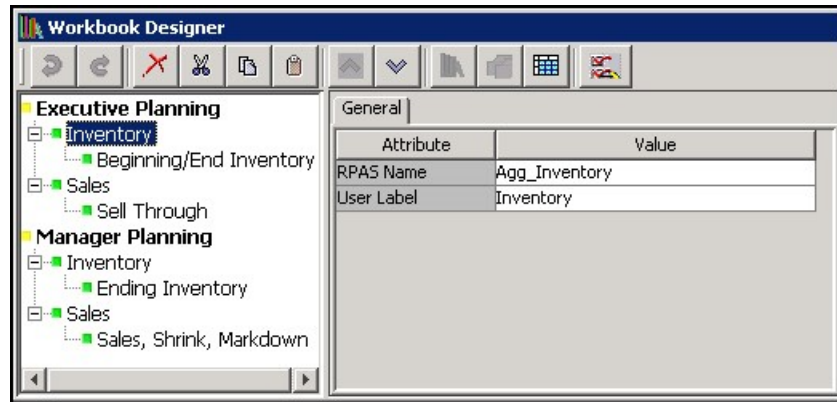 Workbook Designer
Executive Planning
Inventory
Beginning/End Inventory
Sales
Sell Through
Manager Planning
Inventory
Ending Inventory
Sales
Sales, Shrink, Markdown
General
Attribute Value
RPAS Name Agg_Inventory
User Label Inventory